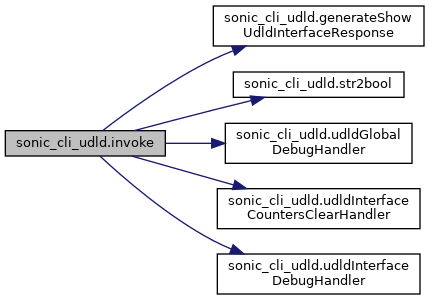 sonic_cli_udld.generateShow
UdldInterfaceResponse
sonic_cli_udld.str2bool
sonic_cli_udld.invoke
sonic_cli_udld.udldGlobal
DebugHandler
sonic_cli_udld.udldInterface
CountersClearHandler
sonic_cli_udld.udldInterface
DebugHandler